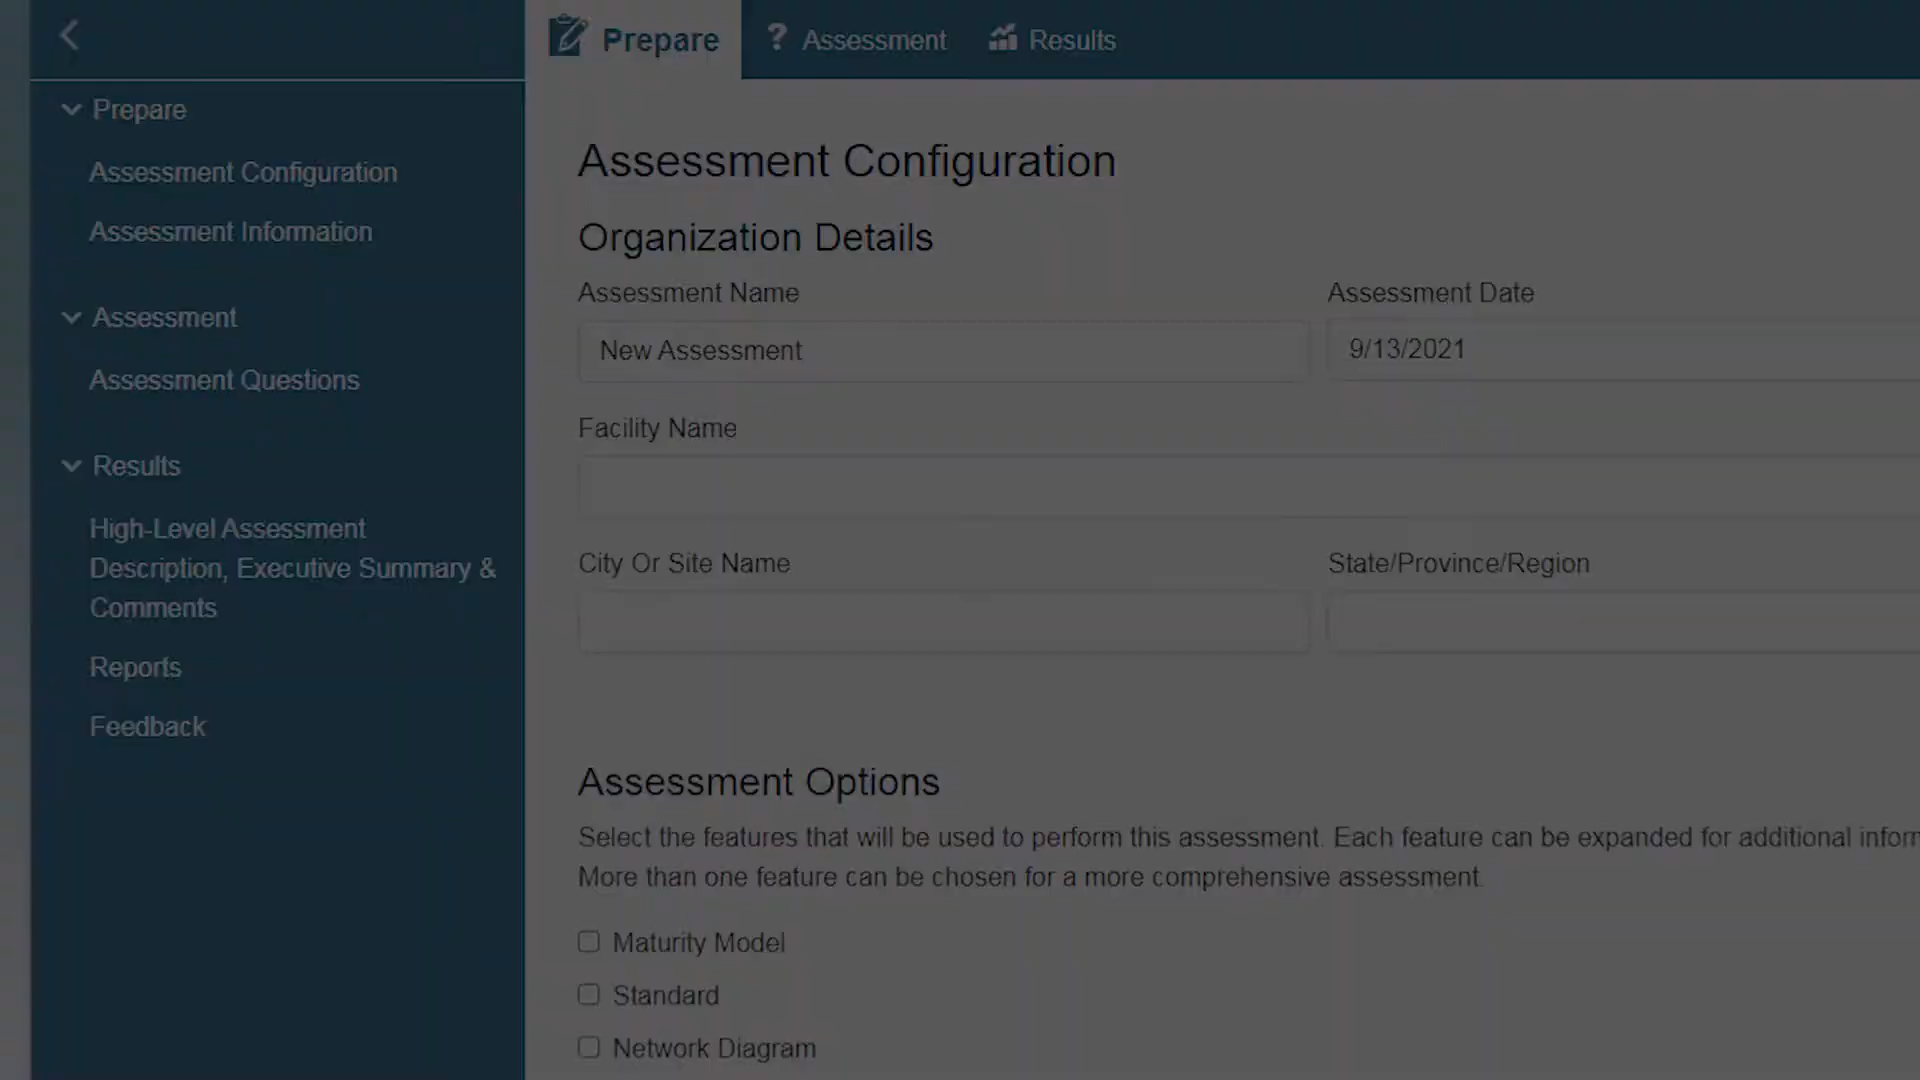 Prepare
? Assessment
Results
Prepare
Assessment Configuration
Assessment Information
Assessment
Assessment Questions
Results
High-Level Assessment
Description, Executive Summary &
Comments
Reports
Feedback
Assessment Configuration
Organization Details
Assessment Name
Assessment Date
New Assessment
9/13/2021
Facility Name
City Or Site Name
State/Province/Region
Assessment Options
Select the features that will be used to perform this assessment. Each feature can be expanded for additional inform
More than one feature can be chosen for a more comprehensive assessment.
Maturity Model
Standard
Network Diagram